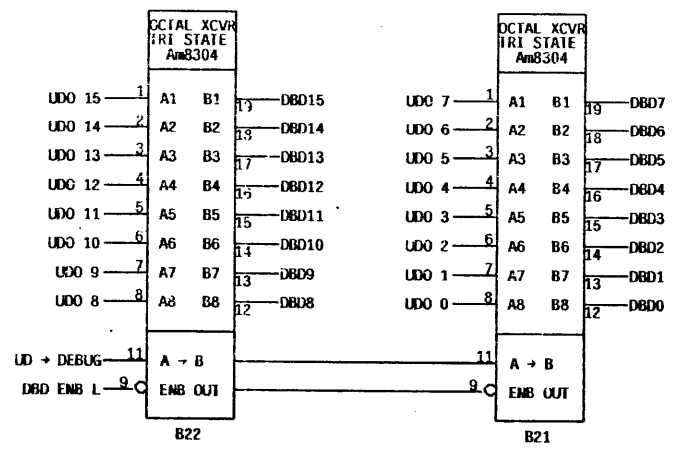 OCTAL XCVR
TRI STATE
Am8304
UDO 15 1 A1 B1 19 DBD15
UDO 14 2 A2 B2 18 DBD14
UDO 13 3 A3 B3 17 DBD13
UDO 12 4 A4 B4 16 DBD12
UDO 11 5 A5 B5 15 DBD11
UDO 10 6 A6 B6 14 DBD10
UDO 9 7 A7 B7 13 DBD9
UDO 8 8 A8 B8 12 DBD8
UD → DEBUG 11 A → B
DBD ENB L 9 ENB OUT
B22
OCTAL XCVR
TRI STATE
Am8304
UDO 7 1 A1 B1 19 DBD7
UDO 6 2 A2 B2 18 DBD6
UDO 5 3 A3 B3 17 DBD5
UDO 4 4 A4 B4 16 DBD4
UDO 3 5 A5 B5 15 DBD3
UDO 2 6 A6 B6 14 DBD2
UDO 1 7 A7 B7 13 DBD1
UDO 0 8 A8 B8 12 DBD0
11 A → B
9 ENB OUT
B21